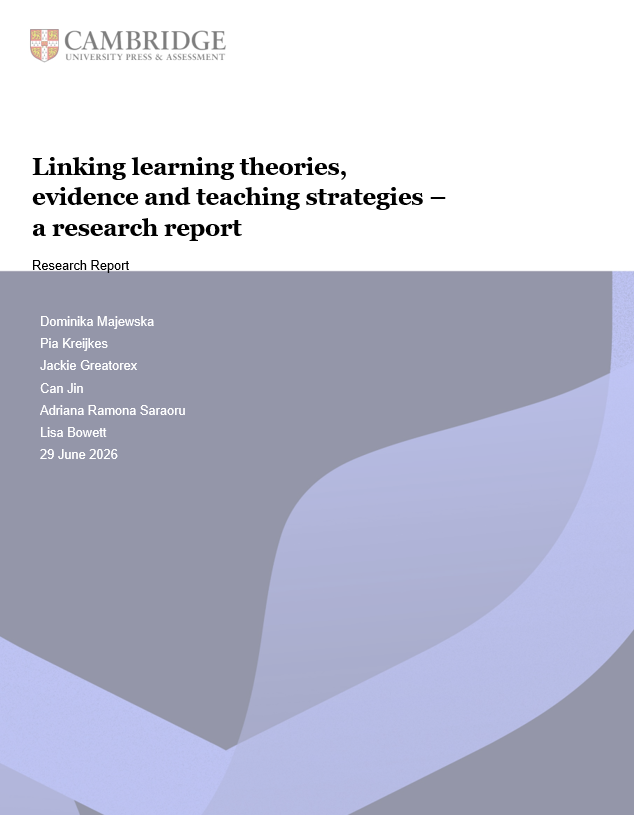 CAMBRIDGE
UNIVERSITY PRESS & ASSESSMENT
Linking learning theories,
evidence and teaching strategies –
a research report
Research Report
Dominika Majewska
Pia Kreijkes
Jackie Greatorex
Can Jin
Adriana Ramona Saraoru
Lisa Bowett
29 June 2026